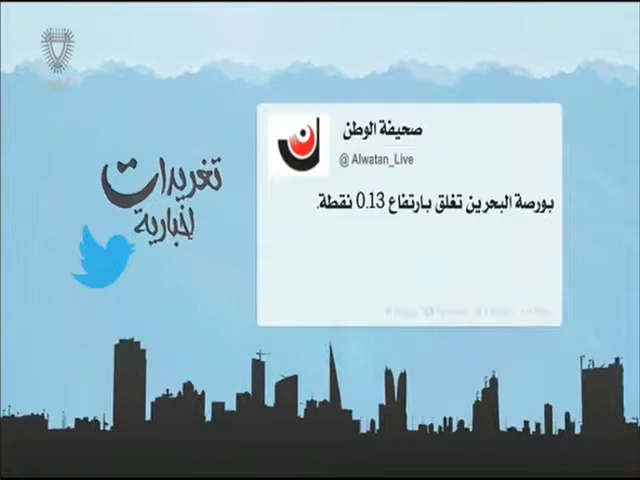 تغريدات
إخبارية
صحيفة الوطن
@ Alwatan_Live
بورصة البحرين تغلق بارتفاع 0.13 نقطة.